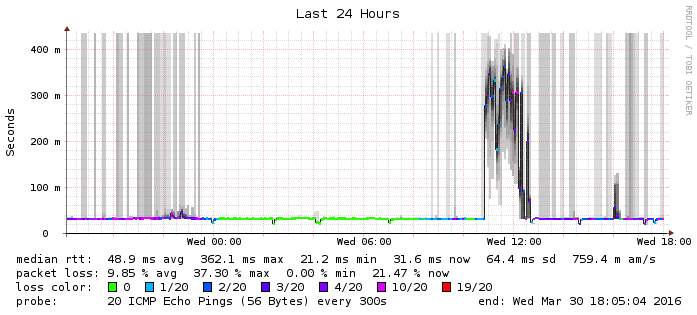 Last 24 Hours
RRDTOOL / TOBI OETIKER
Seconds
400 m
300 m
200 m
100 m
0
Wed 00:00 Wed 06:00 Wed 12:00 Wed 18:00
median rtt: 48.9 ms avg 362.1 ms max 21.2 ms min 31.6 ms now 64.4 ms sd 759.4 m am/s
packet loss: 9.85 % avg 37.30 % max 0.00 % min 21.47 % now
loss color: 0 1/20 2/20 3/20 4/20 10/20 19/20
probe: 20 ICMP Echo Pings (56 Bytes) every 300s end: Wed Mar 30 18:05:04 2016